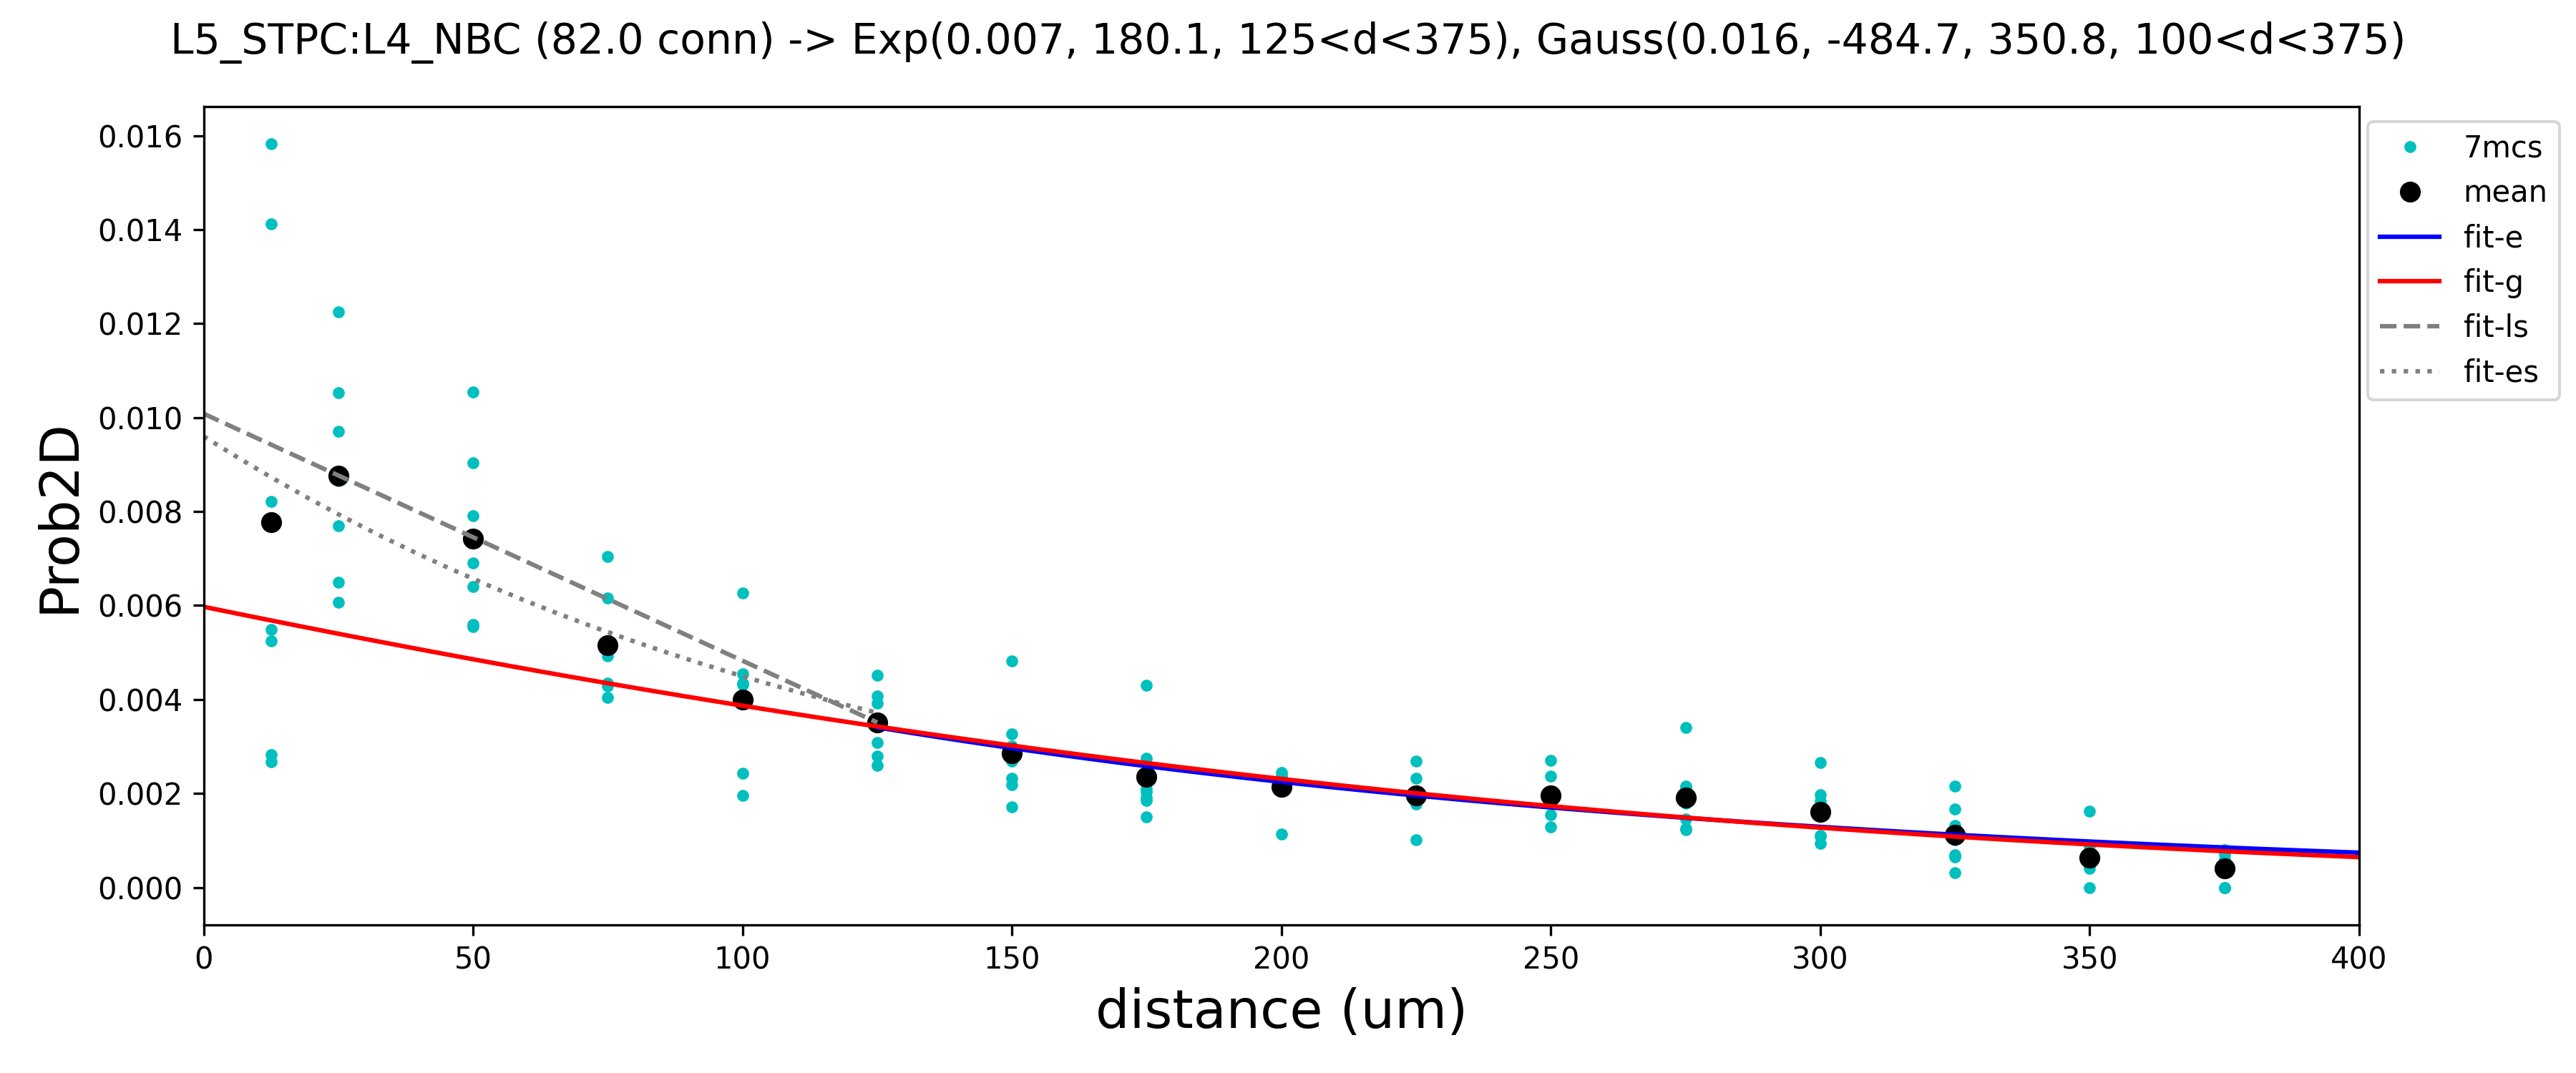 L5_STPC:L4_NBC (82.0 conn) -> Exp(0.007, 180.1, 125<d<375), Gauss(0.016, -484.7, 350.8, 100<d<375)
0.016
0.014
0.012
0.010
0.008
0.006
0.004
0.002
0.000
Prob2D
0 50 100 150 200 250 300 350 400
distance (um)
7mcs
mean
fit-e
fit-g
fit-ls
fit-es